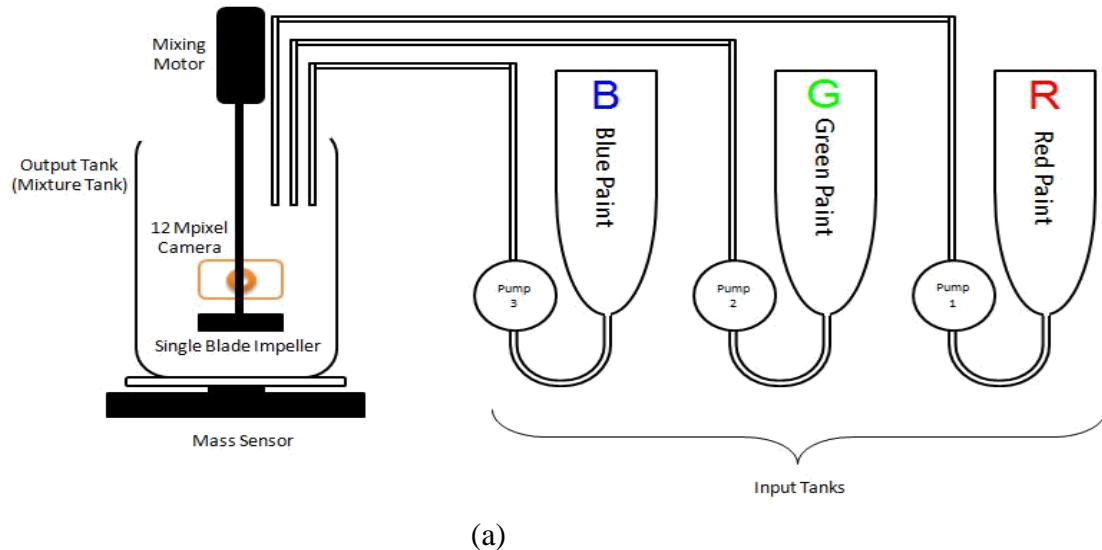 Mixing
Motor
Output Tank
(Mixture Tank)
12 Mpixel
Camera
Single Blade Impeller
Mass Sensor
B
Blue Paint
G
Green Paint
R
Red Paint
Pump
3
Pump
2
Pump
1
Input Tanks
(a)